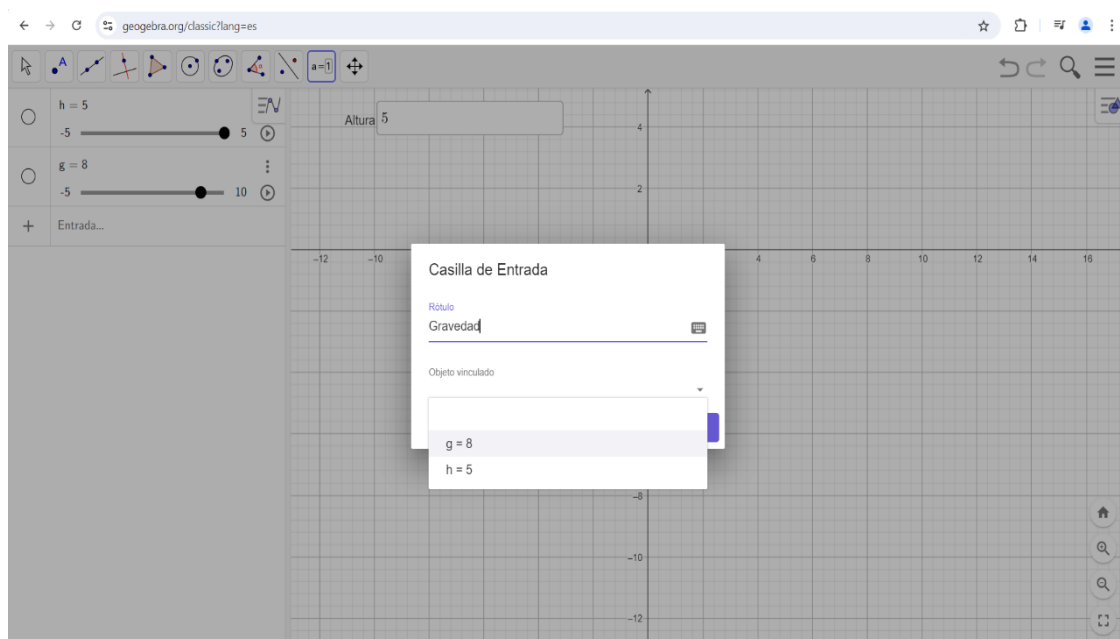 geogebra.org/classic?lang=es
A
a=1
h = 5
-5 5
g = 8
-5 10
+ Entrada...
Altura 5
4
2
-12 -10 4 6 8 10 12 14 16
Casilla de Entrada
Rótulo
Gravedad
Objeto vinculado
g = 8
h = 5
-8
-10
-12